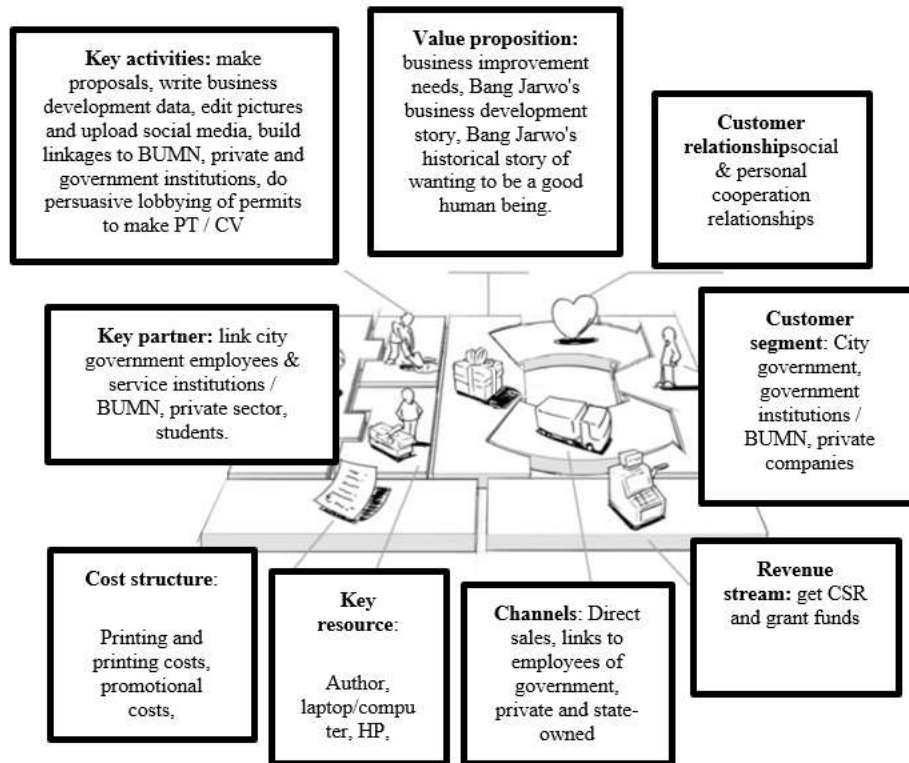 Key activities: make
proposals, write business
development data, edit pictures
and upload social media, build
linkages to BUMN, private and
government institutions, do
persuasive lobbying of permits
to make PT / CV
Value proposition:
business improvement
needs, Bang Jarwo's
business development
story, Bang Jarwo's
historical story of
wanting to be a good
human being.
Customer
relationshipsocial
& personal
cooperation
relationships
Key partner: link city
government employees &
service institutions /
BUMN, private sector,
students.
Customer
segment: City
government,
government
institutions /
BUMN, private
companies
Cost structure:
Printing and
printing costs,
promotional
costs,
Key
resource:
Author,
laptop/compu
ter, HP,
Channels: Direct
sales, links to
employees of
government,
private and state-
owned
Revenue
stream: get CSR
and grant funds